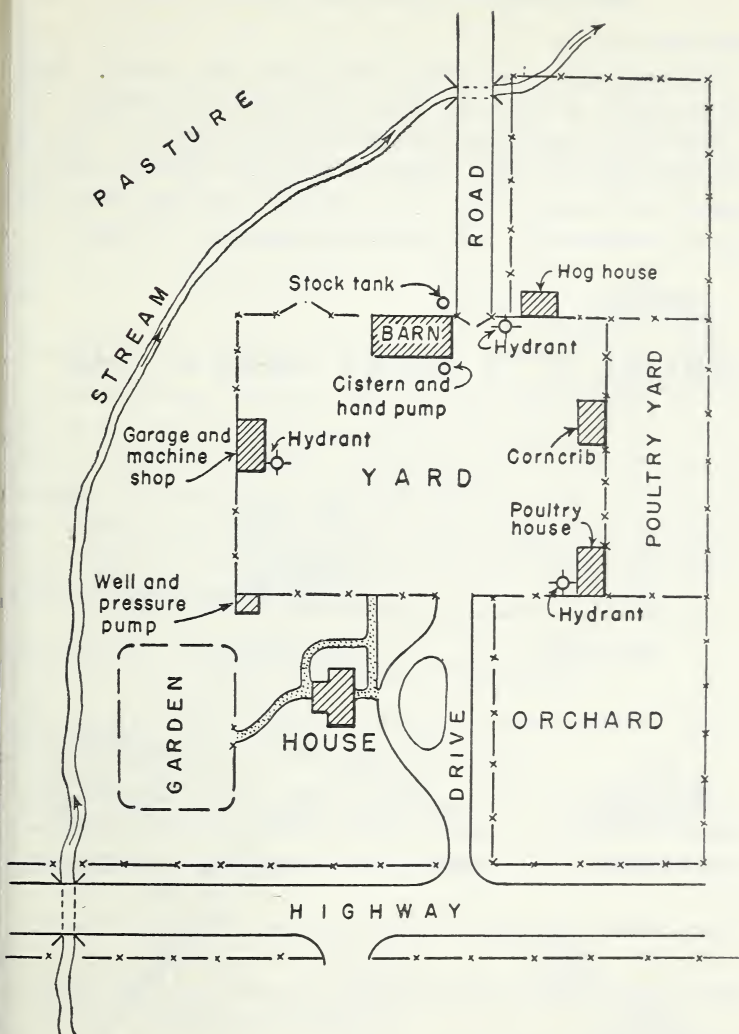 PASTURE
ROAD
Stock tank
Hog house
STREAM
BARN
Hydrant
Cistern and
hand pump
Garage and
machine
shop
Hydrant
YARD
Corncrib
POULTRY YARD
Poultry
house
Well and
pressure
pump
Hydrant
GARDEN
HOUSE
DRIVE
ORCHARD
HIGHWAY